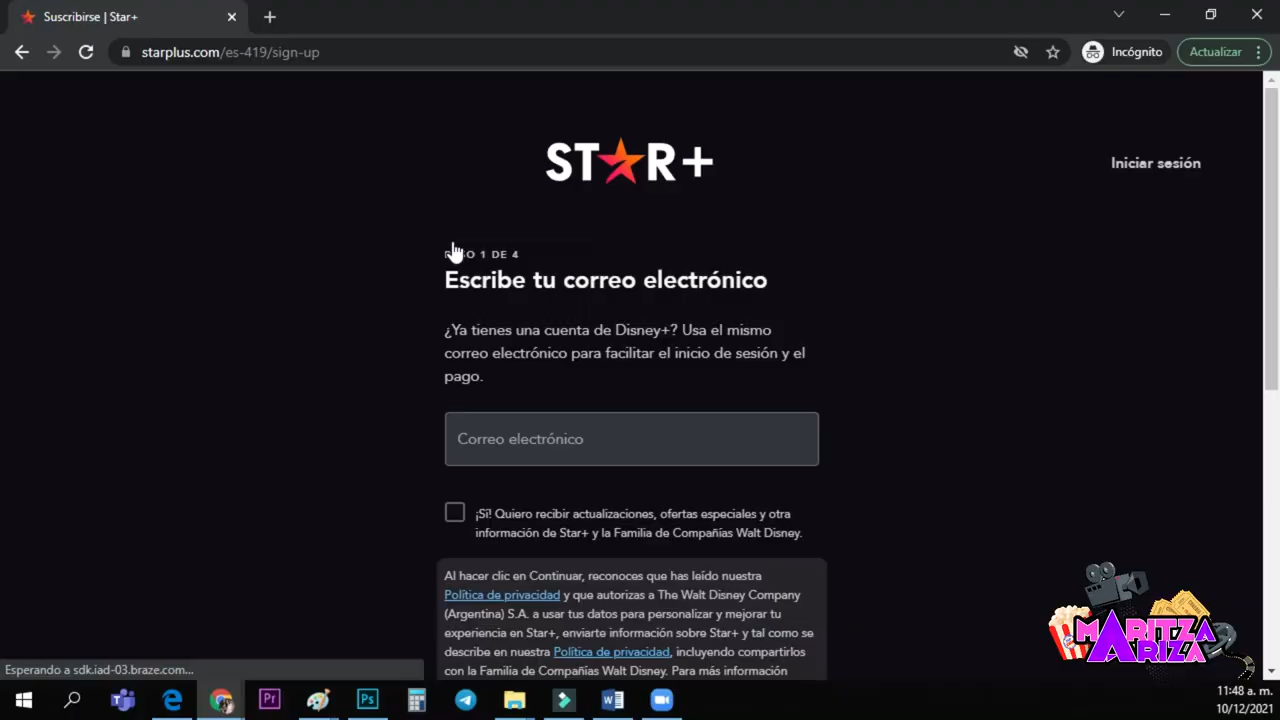 Suscribirse | Star+
starplus.com/es-419/sign-up
Incógnito
Actualizar
STAR+
Iniciar sesión
1 DE 4
Escribe tu correo electrónico
¿Ya tienes una cuenta de Disney+? Usa el mismo
correo electrónico para facilitar el inicio de sesión y el
pago.
Correo electrónico
¡Sí! Quiero recibir actualizaciones, ofertas especiales y otra
información de Star+ y la Familia de Compañías Walt Disney.
Al hacer clic en Continuar, reconoces que has leído nuestra
Política de privacidad y que autorizas a The Walt Disney Company
(Argentina) S.A. a usar tus datos para personalizar y mejorar tu
experiencia en Star+, enviarte información sobre Star+ y tal como se
describe en nuestra Política de privacidad, incluyendo compartirlos
con la Familia de Compañías Walt Disney. Para más información
MARITZA
ARIZA
Esperando a sdk.iad-03.braze.com...
Pr
Ps
11:48 a. m.
10/12/2021